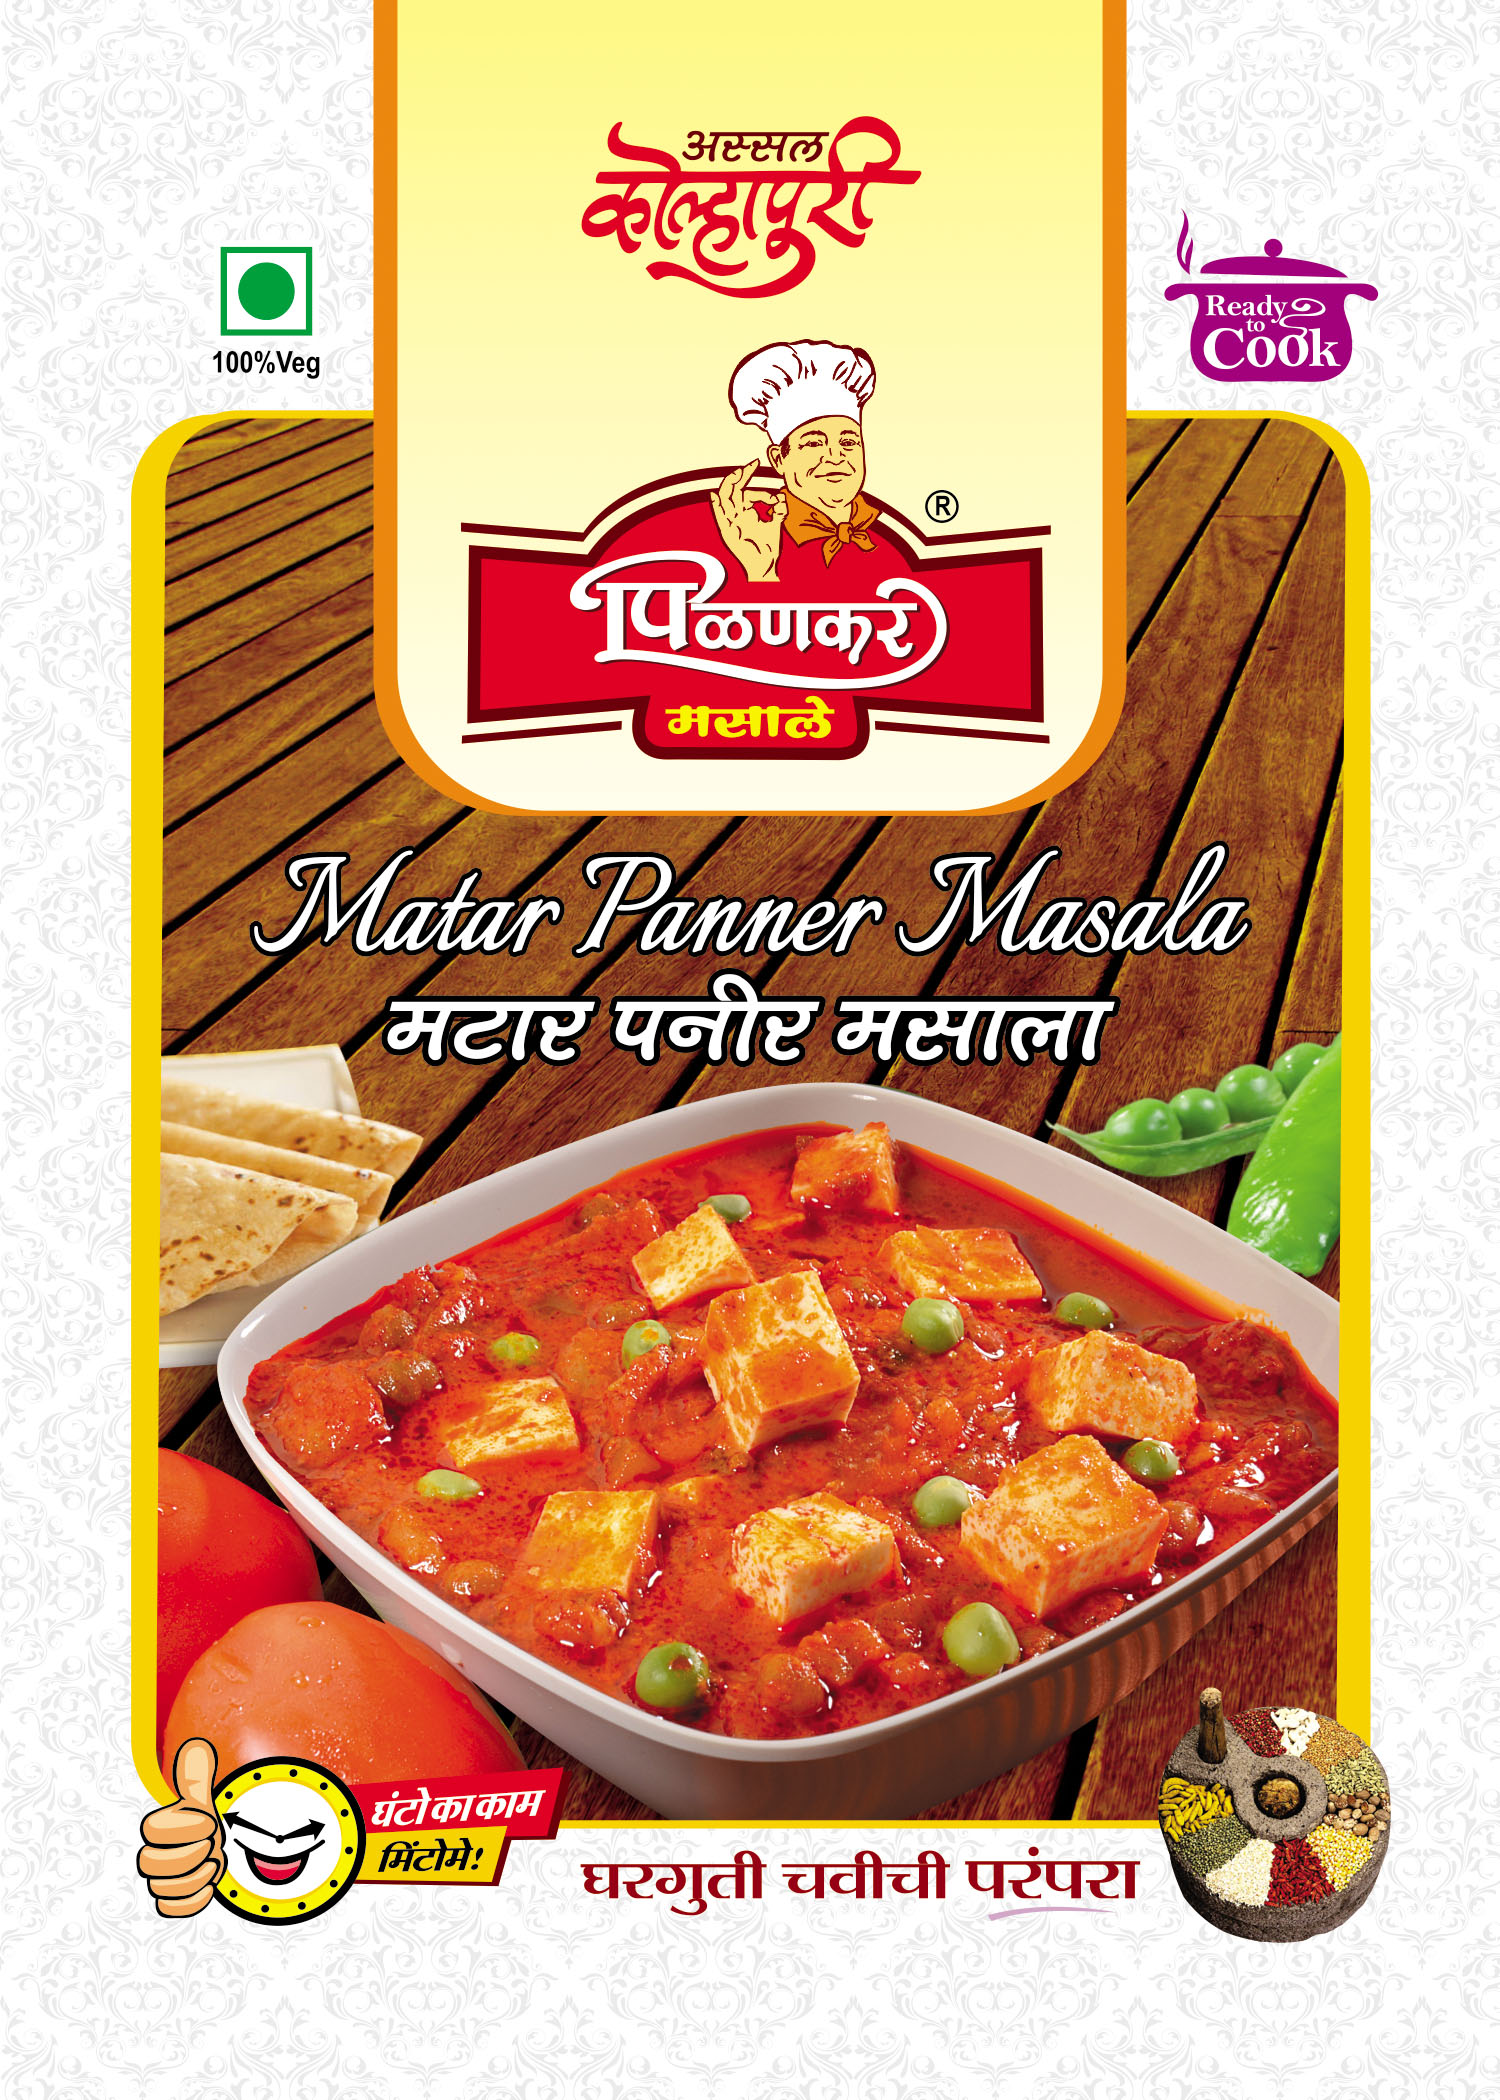 अस्सल
कोल्हापुरी
100%Veg
Ready
to
Cook
®
पिळणकर
मसाले
Matar Panner Masala
मटार पनीर मसाला
घंटो का काम
मिंटोमे!
घरगुती चवीची परंपरा